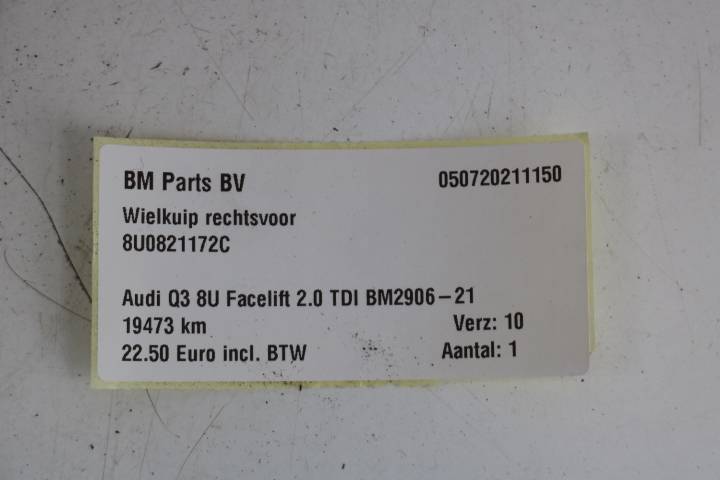 BM Parts BV 050720211150
Wielkuip rechtsvoor
8U0821172C
Audi Q3 8U Facelift 2.0 TDI BM2906-21
19473 km Verz: 10
22.50 Euro incl. BTW Aantal: 1